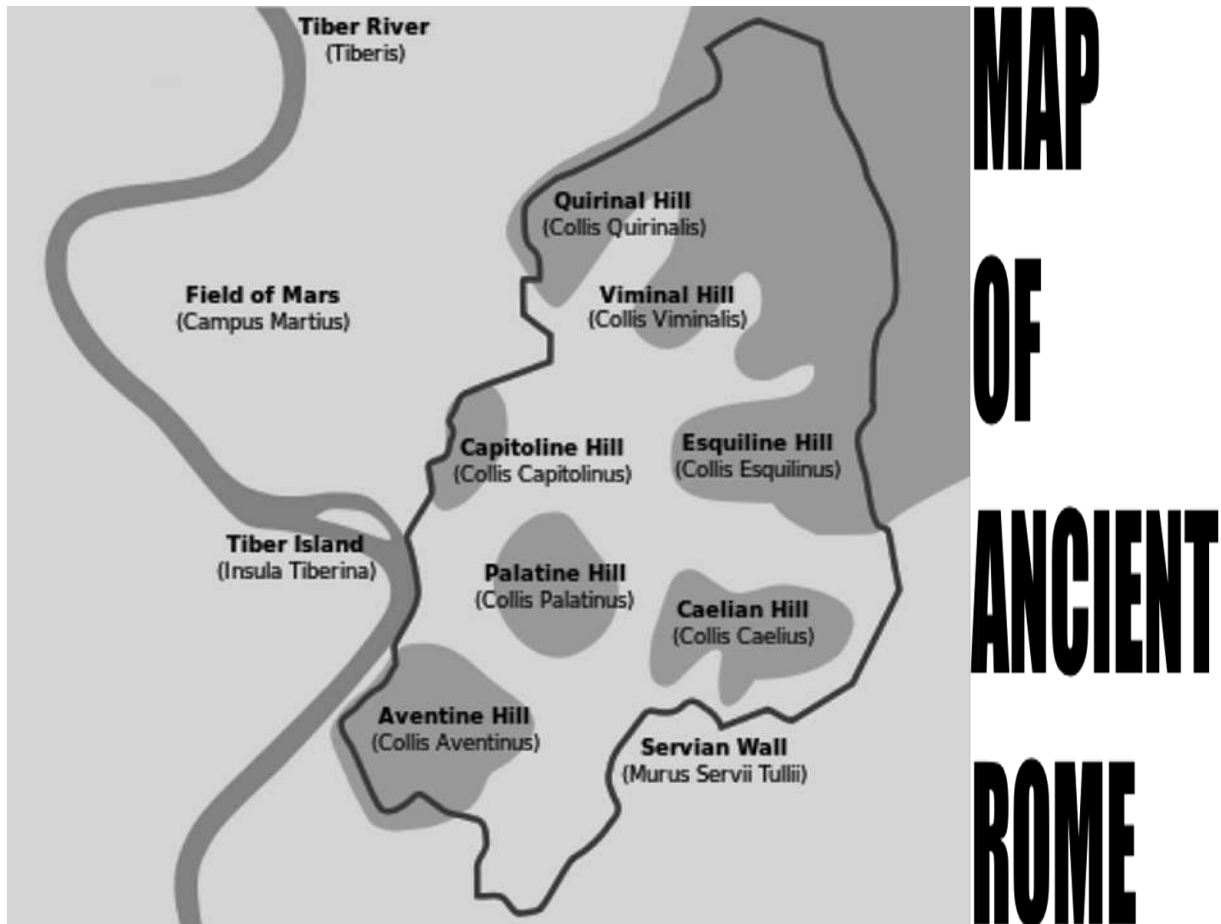 Tiber River
(Tiberis)
Quirinal Hill
(Collis Quirinalis)
Field of Mars
(Campus Martius)
Viminal Hill
(Collis Viminalis)
Capitoline Hill
(Collis Capitolinus)
Esquiline Hill
(Collis Esquilinus)
Tiber Island
(Insula Tiberina)
Palatine Hill
(Collis Palatinus)
Caelian Hill
(Collis Caelius)
Aventine Hill
(Collis Aventinus)
Servian Wall
(Murus Servii Tullii)
MAP
OF
ANCIENT
ROME